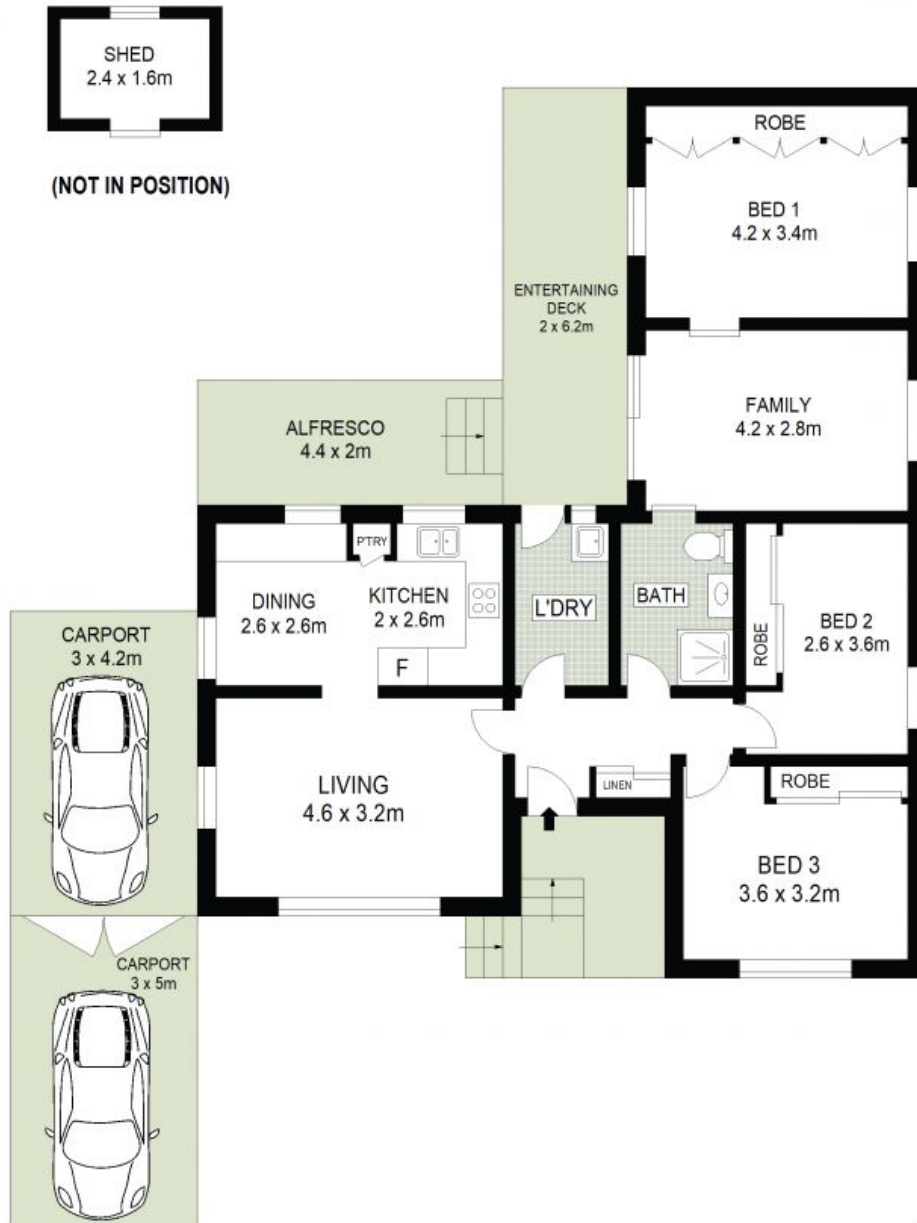 SHED
2.4 x 1.6m
(NOT IN POSITION)
ROBE
BED 1
4.2 x 3.4m
ENTERTAINING
DECK
2 x 6.2m
FAMILY
4.2 x 2.8m
ALFRESCO
4.4 x 2m
P'TRY
DINING
2.6 x 2.6m
KITCHEN
2 x 2.6m
F
L'DRY
BATH
ROBE
BED 2
2.6 x 3.6m
CARPORT
3 x 4.2m
LIVING
4.6 x 3.2m
LINEN
ROBE
BED 3
3.6 x 3.2m
CARPORT
3 x 5m